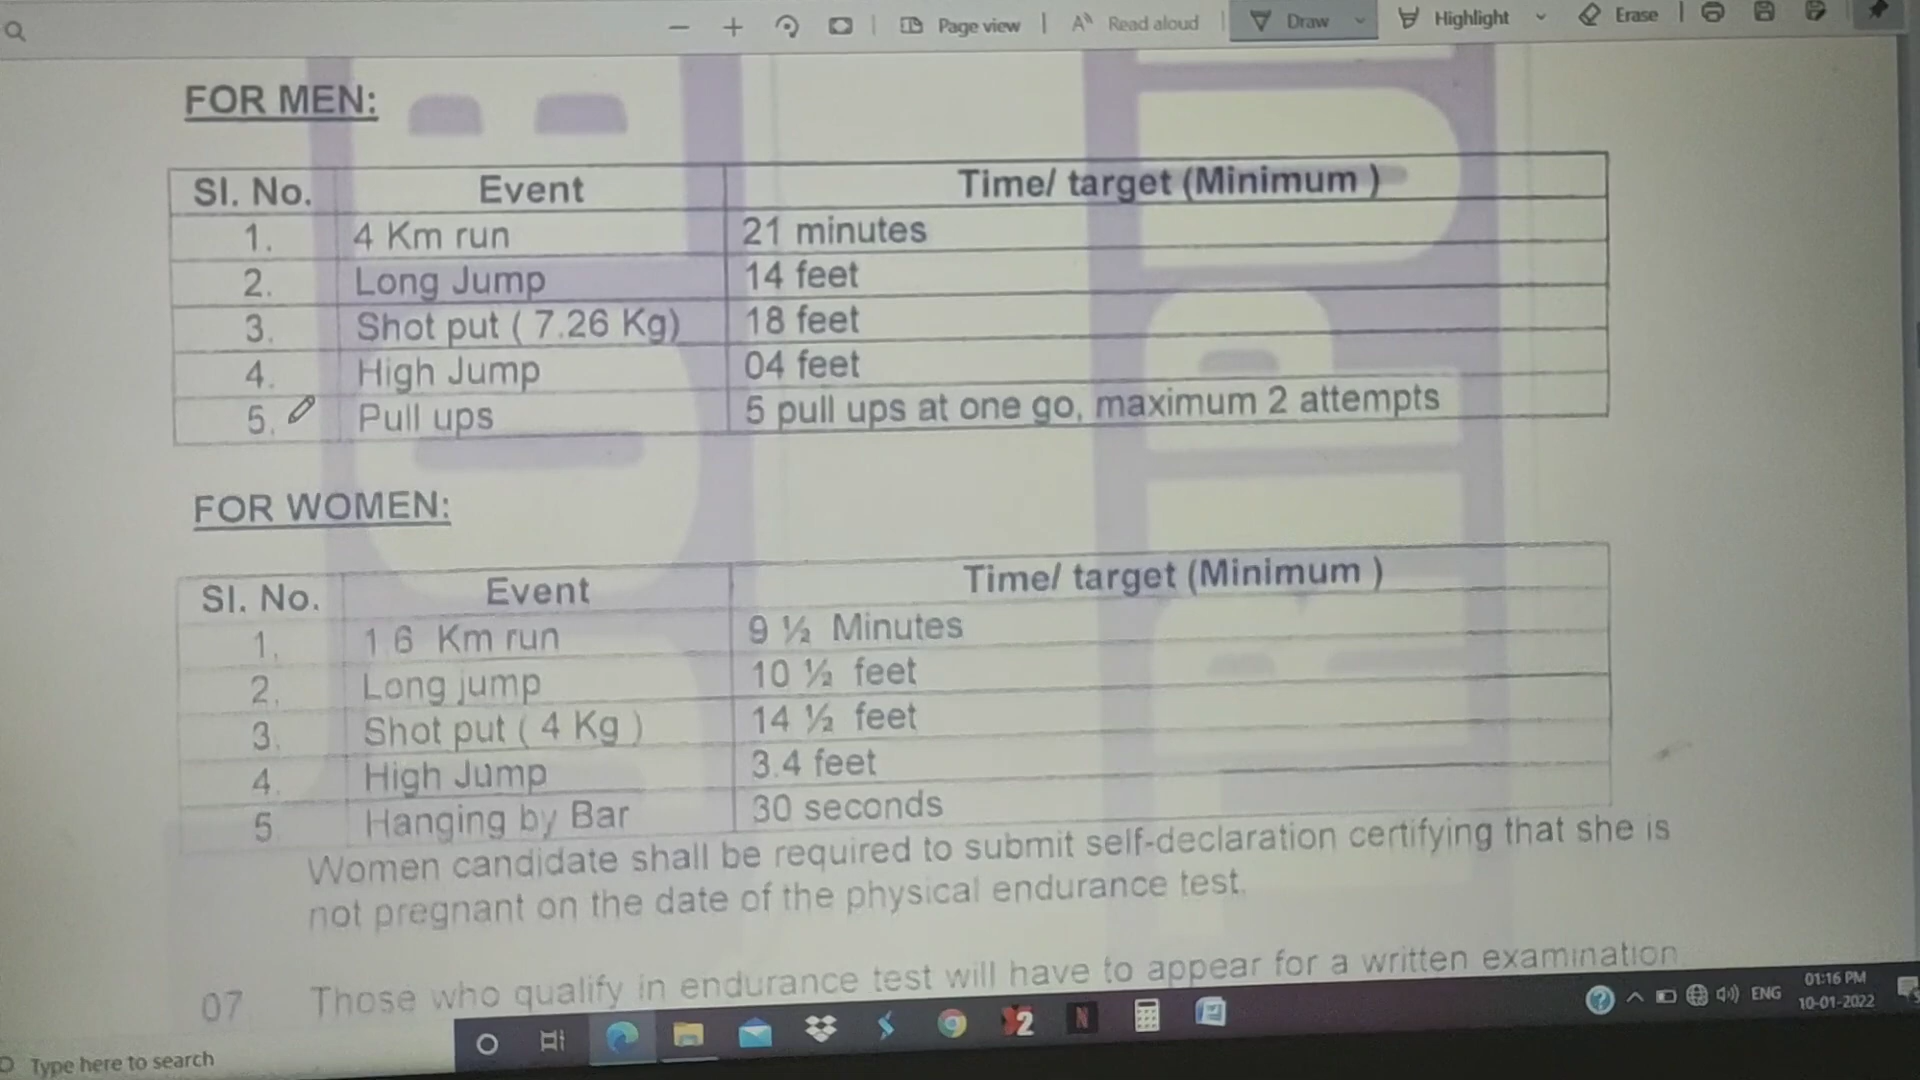 Page view | Read aloud | Draw Highlight Erase
FOR MEN:
SI. No. Event Time/ target (Minimum )
1. 4 Km run 21 minutes
2. Long Jump 14 feet
3. Shot put ( 7.26 Kg) 18 feet
4. High Jump 04 feet
5. Pull ups 5 pull ups at one go, maximum 2 attempts
FOR WOMEN:
SI. No. Event Time/ target (Minimum )
1. 1 6 Km run 9 ½ Minutes
2. Long jump 10 ½ feet
3. Shot put ( 4 Kg ) 14 ½ feet
4. High Jump 3.4 feet
5 Hanging by Bar 30 seconds
Women candidate shall be required to submit self-declaration certifying that she is
not pregnant on the date of the physical endurance test.
07 Those who qualify in endurance test will have to appear for a written examination
Type here to search
ENG
01:16 PM
10-01-2022